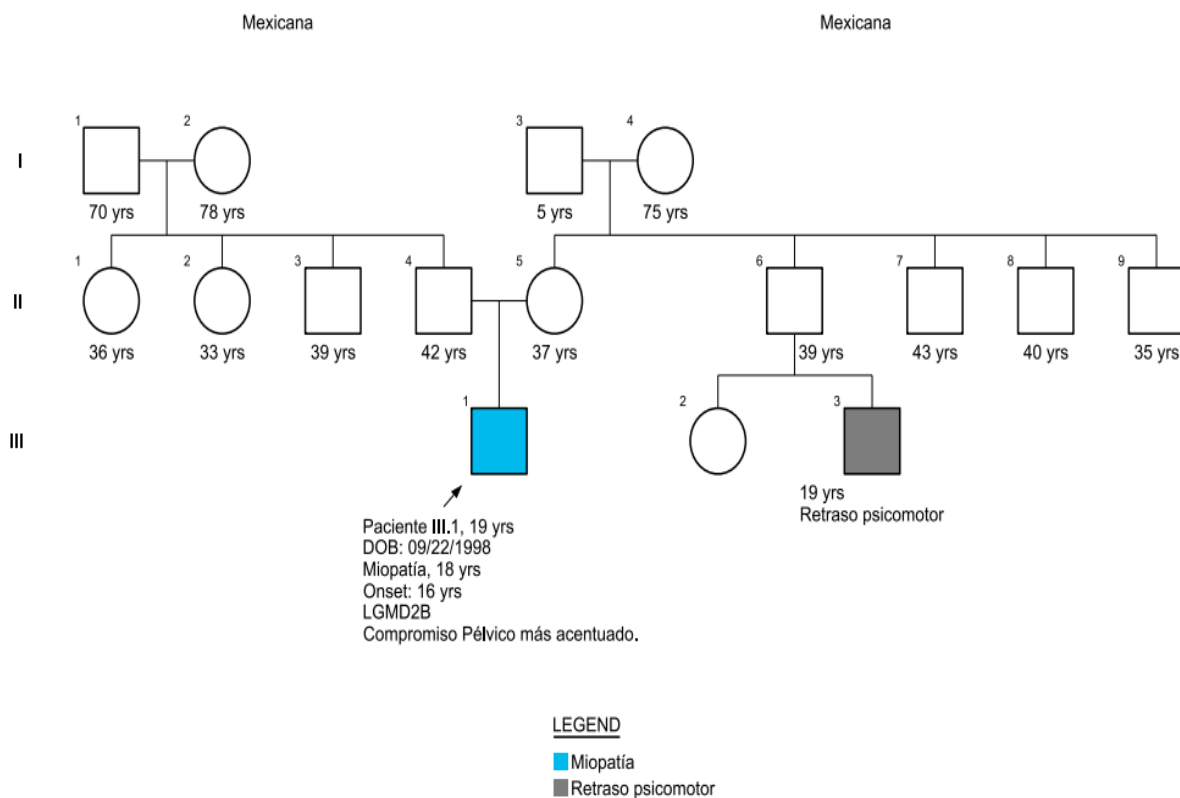 Mexicana Mexicana
1 2 3 4
I
70 yrs 78 yrs 5 yrs 75 yrs
1 2 3 4 5 6 7 8 9
II
36 yrs 33 yrs 39 yrs 42 yrs 37 yrs 39 yrs 43 yrs 40 yrs 35 yrs
1 2 3
III
19 yrs
Retraso psicomotor
Paciente III.1, 19 yrs
DOB: 09/22/1998
Miopatía, 18 yrs
Onset: 16 yrs
LGMD2B
Compromiso Pélvico más acentuado.
LEGEND
Miopatía
Retraso psicomotor